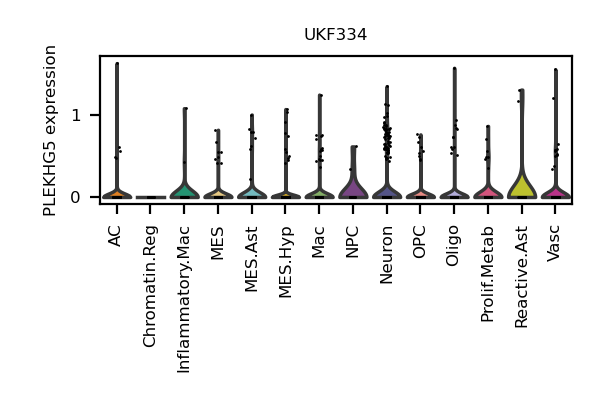 UKF334
PLEKHG5 expression
1
0
AC
Chromatin.Reg
Inflammatory.Mac
MES
MES.Ast
MES.Hyp
Mac
NPC
Neuron
OPC
Oligo
Prolif.Metab
Reactive.Ast
Vasc